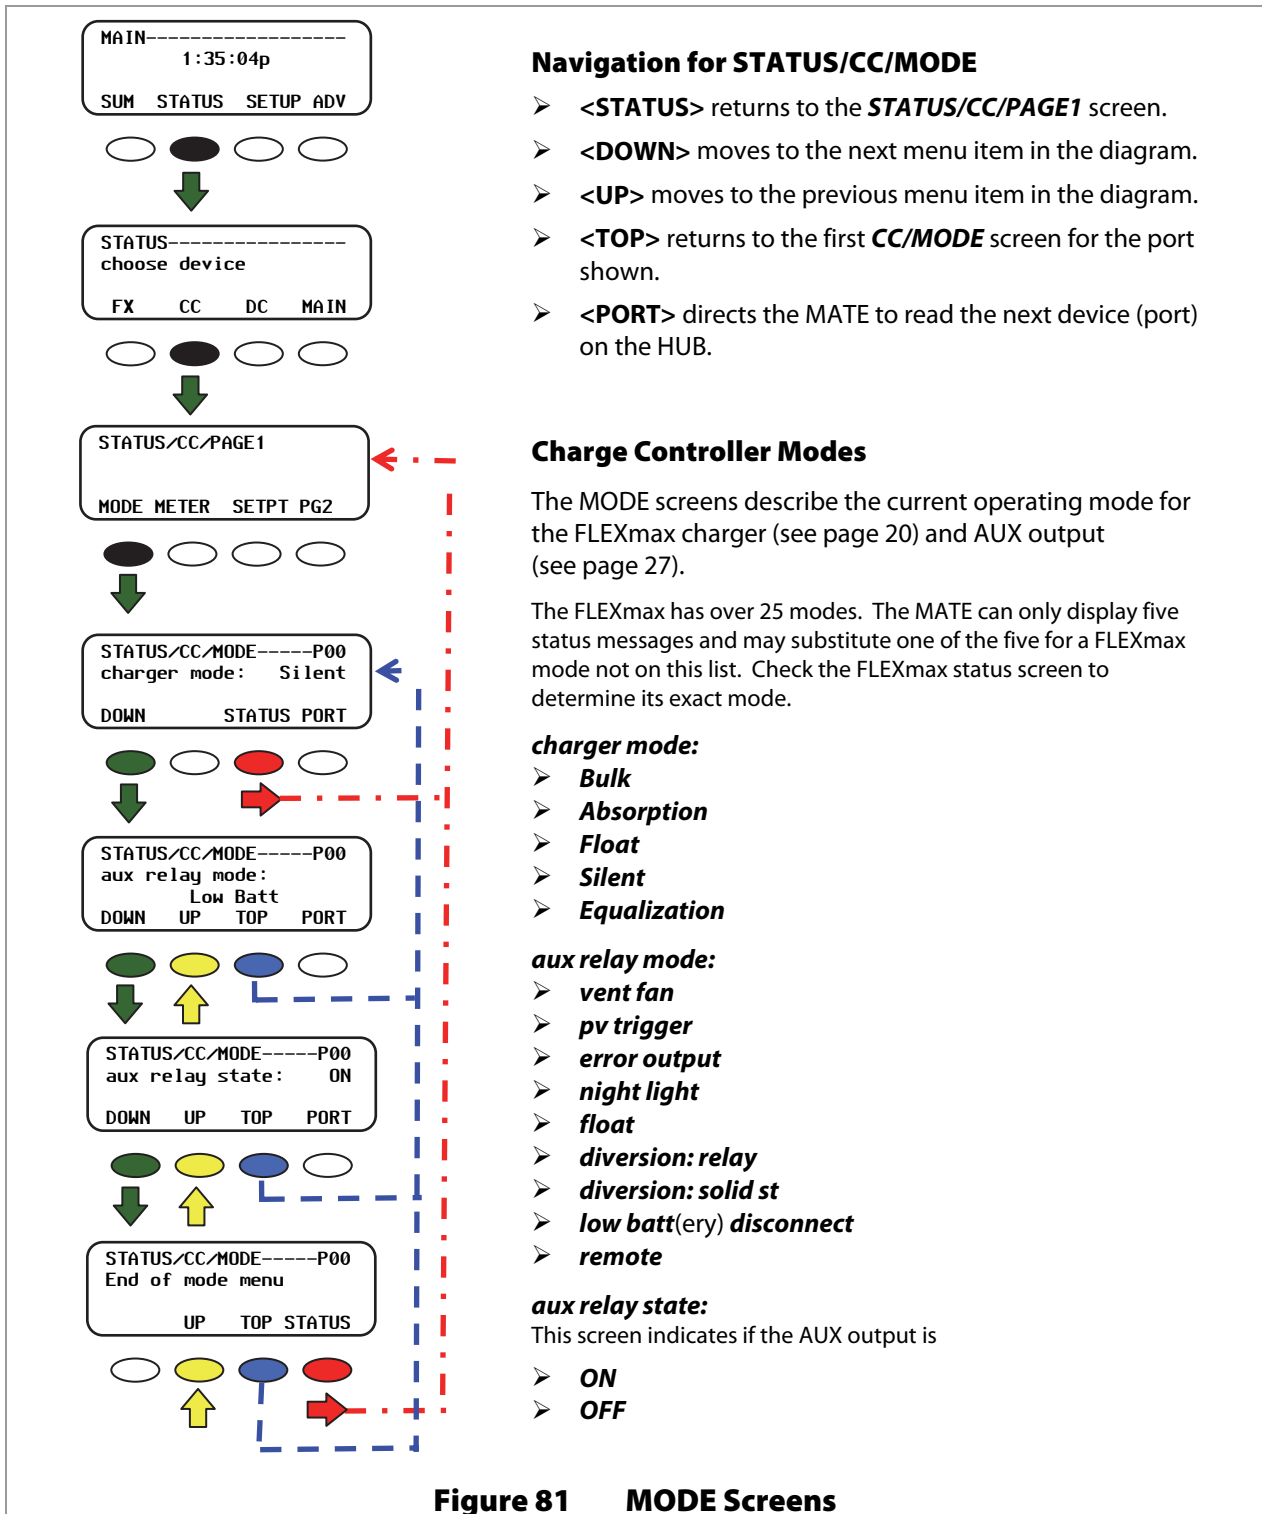 MAIN-------------------
1:35:04p
SUM STATUS SETUP ADV
STATUS-----------------
choose device
FX CC DC MAIN
STATUS/CC/PAGE1
MODE METER SETPT PG2
STATUS/CC/MODE-----P00
charger mode: Silent
DOWN STATUS PORT
STATUS/CC/MODE-----P00
aux relay mode:
Low Batt
DOWN UP TOP PORT
STATUS/CC/MODE-----P00
aux relay state: ON
DOWN UP TOP PORT
STATUS/CC/MODE-----P00
End of mode menu
UP TOP STATUS
Navigation for STATUS/CC/MODE
➢ <STATUS> returns to the STATUS/CC/PAGE1 screen.
➢ <DOWN> moves to the next menu item in the diagram.
➢ <UP> moves to the previous menu item in the diagram.
➢ <TOP> returns to the first CC/MODE screen for the port
shown.
➢ <PORT> directs the MATE to read the next device (port)
on the HUB.
Charge Controller Modes
The MODE screens describe the current operating mode for
the FLEXmax charger (see page 20) and AUX output
(see page 27).
The FLEXmax has over 25 modes. The MATE can only display five
status messages and may substitute one of the five for a FLEXmax
mode not on this list. Check the FLEXmax status screen to
determine its exact mode.
charger mode:
➢ Bulk
➢ Absorption
➢ Float
➢ Silent
➢ Equalization
aux relay mode:
➢ vent fan
➢ pv trigger
➢ error output
➢ night light
➢ float
➢ diversion: relay
➢ diversion: solid st
➢ low batt(ery) disconnect
➢ remote
aux relay state:
This screen indicates if the AUX output is
➢ ON
➢ OFF
Figure 81 MODE Screens